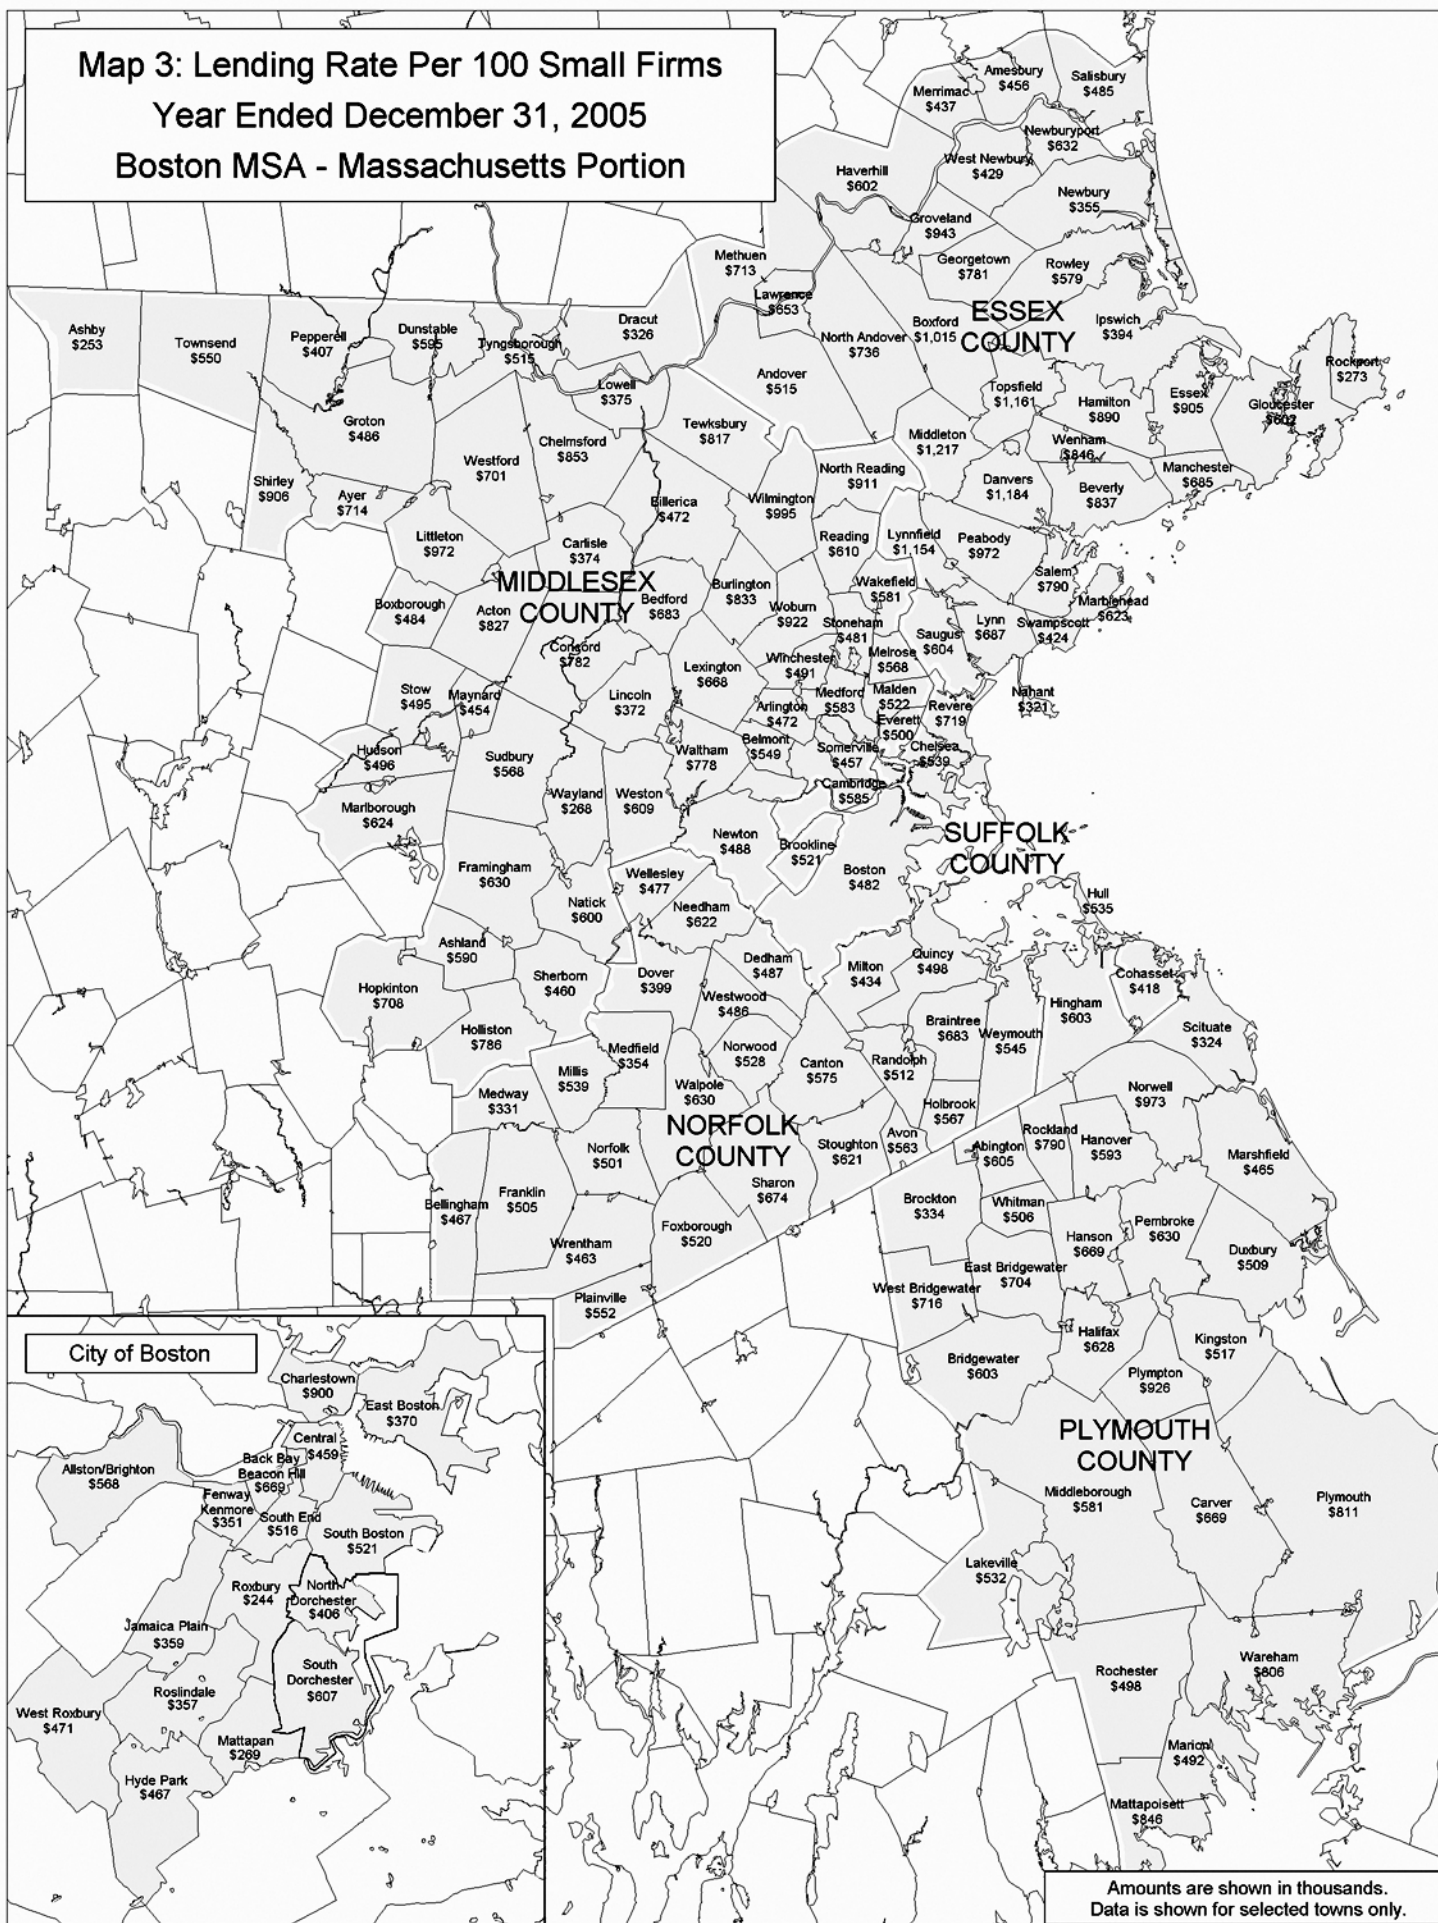 Map 3: Lending Rate Per 100 Small Firms
Year Ended December 31, 2005
Boston MSA - Massachusetts Portion
Amesbury
$456
Salisbury
$485
Merrimac
$437
Newburyport
$632
West Newbury
$429
Haverhill
$602
Newbury
$355
Groveland
$943
Georgetown
$781
Rowley
$579
Methuen
$713
Lawrence
$653
ESSEX
COUNTY
Boxford
$1,015
Ipswich
$394
North Andover
$736
Andover
$515
Rockport
$273
Topsfield
$1,161
Hamilton
$890
Essex
$905
Gloucester
$602
Middleton
$1,217
Wenham
$846
Manchester
$685
Danvers
$1,184
Beverly
$837
Lynnfield
$1,154
Peabody
$972
Salem
$790
Marblehead
$623
Swampscott
$424
Lynn
$687
Saugus
$604
Nahant
$321
Ashby
$253
Townsend
$550
Pepperell
$407
Dunstable
$595
Tyngsborough
$515
Dracut
$326
Lowell
$375
Groton
$486
Chelmsford
$853
Tewksbury
$817
Westford
$701
Shirley
$906
Ayer
$714
North Reading
$911
Billerica
$472
Wilmington
$995
Littleton
$972
Carlisle
$374
Reading
$610
MIDDLESEX
COUNTY
Wakefield
$581
Burlington
$833
Bedford
$683
Woburn
$922
Boxborough
$484
Acton
$827
Stoneham
$481
Concord
$782
Melrose
$568
Winchester
$491
Lexington
$668
Stow
$495
Maynard
$454
Lincoln
$372
Medford
$583
Malden
$522
Arlington
$472
Revere
$719
Everett
$500
Hudson
$496
Sudbury
$568
Waltham
$778
Belmont
$549
Somerville
$457
Chelsea
$539
Cambridge
$585
Wayland
$268
Weston
$609
Marlborough
$624
Newton
$488
Brookline
$521
SUFFOLK
COUNTY
Boston
$482
Framingham
$630
Wellesley
$477
Natick
$600
Needham
$622
Hull
$535
Ashland
$590
Sherborn
$460
Dover
$399
Dedham
$487
Milton
$434
Quincy
$498
Cohasset
$418
Hopkinton
$708
Westwood
$486
Hingham
$603
Holliston
$786
Braintree
$683
Weymouth
$545
Scituate
$324
Medfield
$354
Norwood
$528
Canton
$575
Randolph
$512
Millis
$539
Walpole
$630
Medway
$331
Norwell
$973
Holbrook
$567
NORFOLK
COUNTY
Norfolk
$501
Stoughton
$621
Avon
$563
Abington
$605
Rockland
$790
Hanover
$593
Marshfield
$465
Sharon
$674
Franklin
$505
Bellingham
$467
Foxborough
$520
Wrentham
$463
Plainville
$552
Brockton
$334
Whitman
$506
Hanson
$669
Pembroke
$630
Duxbury
$509
East Bridgewater
$704
West Bridgewater
$716
Halifax
$628
Kingston
$517
Bridgewater
$603
Plympton
$926
PLYMOUTH
COUNTY
Middleborough
$581
Carver
$669
Plymouth
$811
Lakeville
$532
Rochester
$498
Wareham
$806
Marion
$492
Mattapoisett
$846
City of Boston
Charlestown
$900
East Boston
$370
Central
$459
Back Bay
Beacon Hill
$669
Allston/Brighton
$568
Fenway
Kenmore
$351
South End
$516
South Boston
$521
Roxbury
$244
North
Dorchester
$406
Jamaica Plain
$359
South
Dorchester
$607
Roslindale
$357
West Roxbury
$471
Mattapan
$269
Hyde Park
$467
Amounts are shown in thousands.
Data is shown for selected towns only.